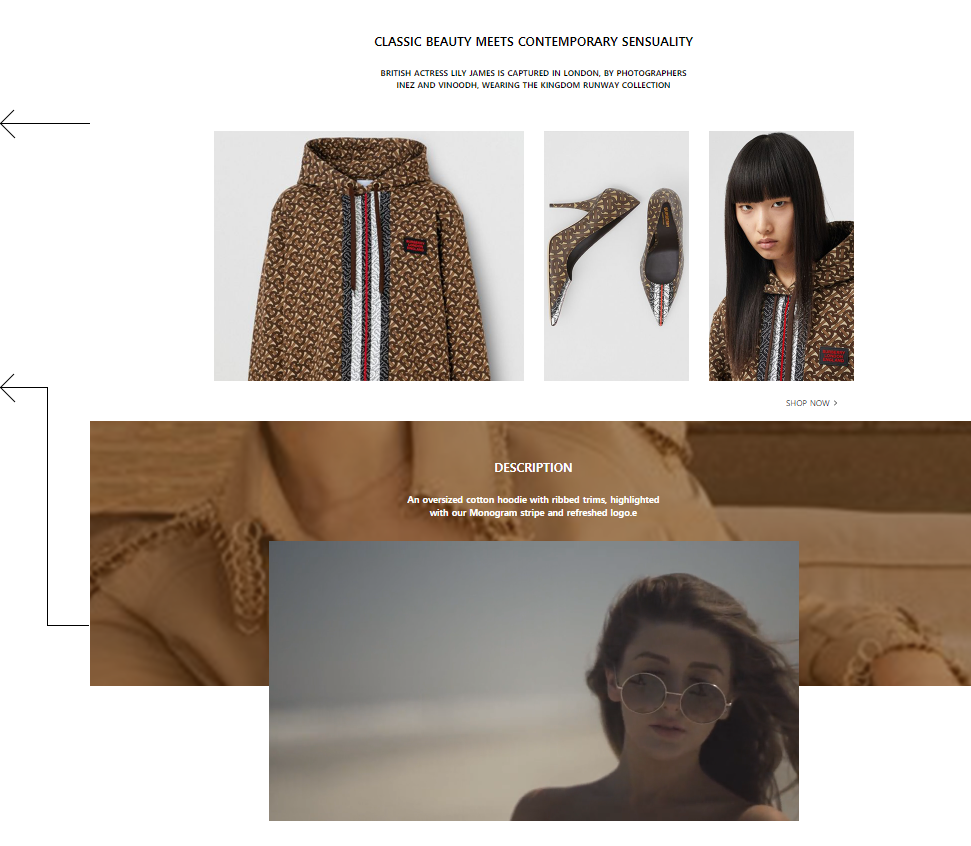 CLASSIC BEAUTY MEETS CONTEMPORARY SENSUALITY
BRITISH ACTRESS LILY JAMES IS CAPTURED IN LONDON, BY PHOTOGRAPHERS
INEZ AND VINOODH, WEARING THE KINGDOM RUNWAY COLLECTION
SHOP NOW >
DESCRIPTION
An oversized cotton hoodie with ribbed trims, highlighted
with our Monogram stripe and refreshed logo.e